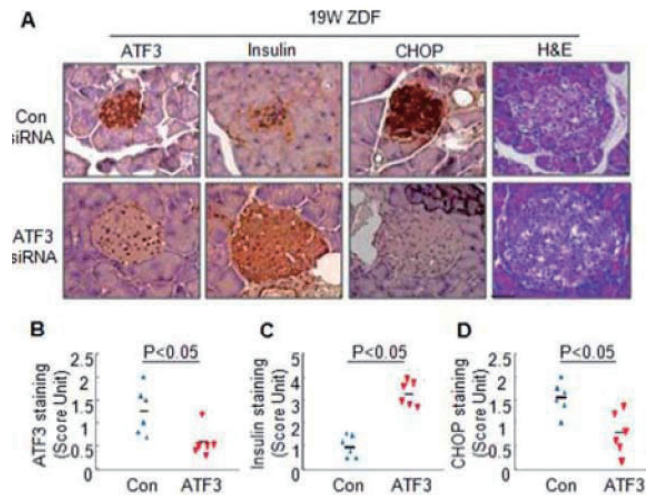 A
19W ZDF
ATF3 Insulin CHOP H&E
Con
siRNA
ATF3
siRNA
B C D
P<0.05 P<0.05 P<0.05
ATF3 staining
(Score Unit)
2.5
2
1.5
1
0.5
0
Con ATF3
Insulin staining
(Score Unit)
5
4
3
2
1
0
Con ATF3
CHOP staining
(Score Unit)
2.5
2
1.5
1
0.5
0
Con ATF3